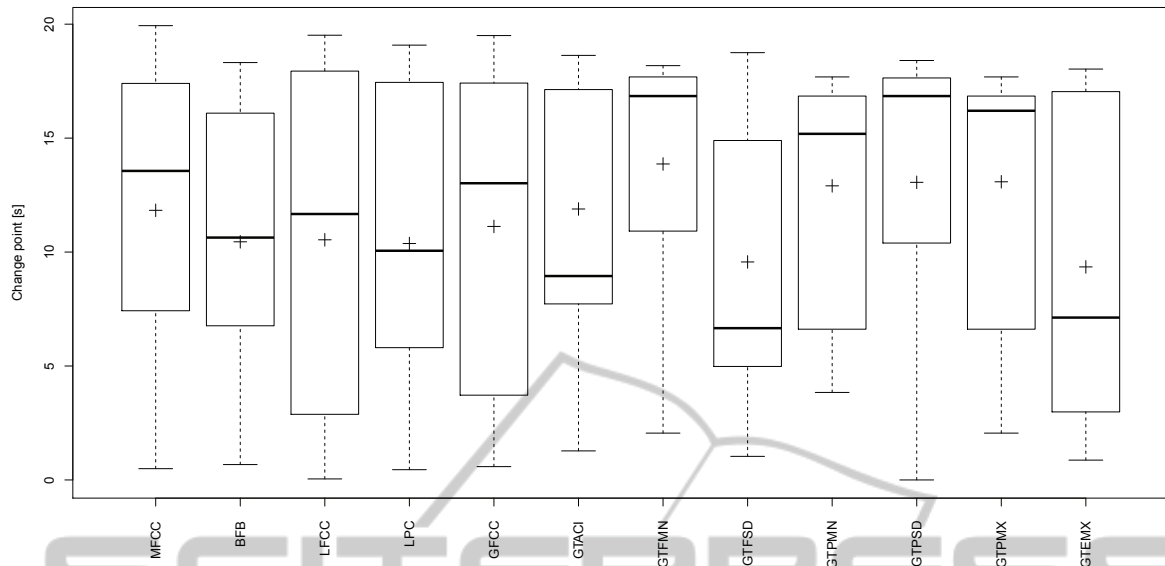 20
15
10
5
0
Change point [s]
MFCC
BFB
LFCC
LPC
GFCC
GTACI
GTFMN
GTFSD
GTPMN
GTPSD
GTPMX
GTEMX